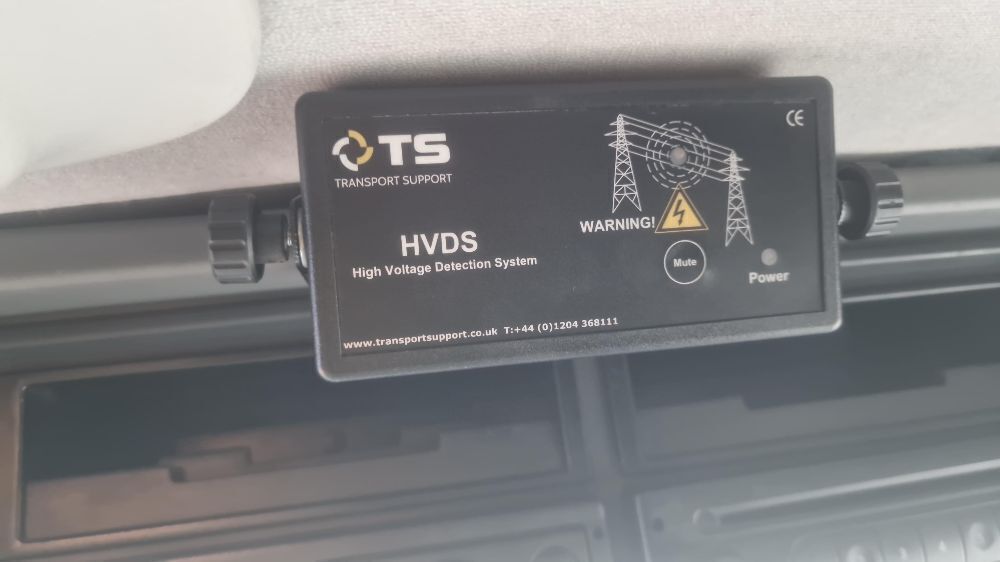 TS
TRANSPORT SUPPORT
CE
WARNING!
HVDS
High Voltage Detection System
Mute
Power
www.transportsupport.co.uk T:+44 (0)1204 368111